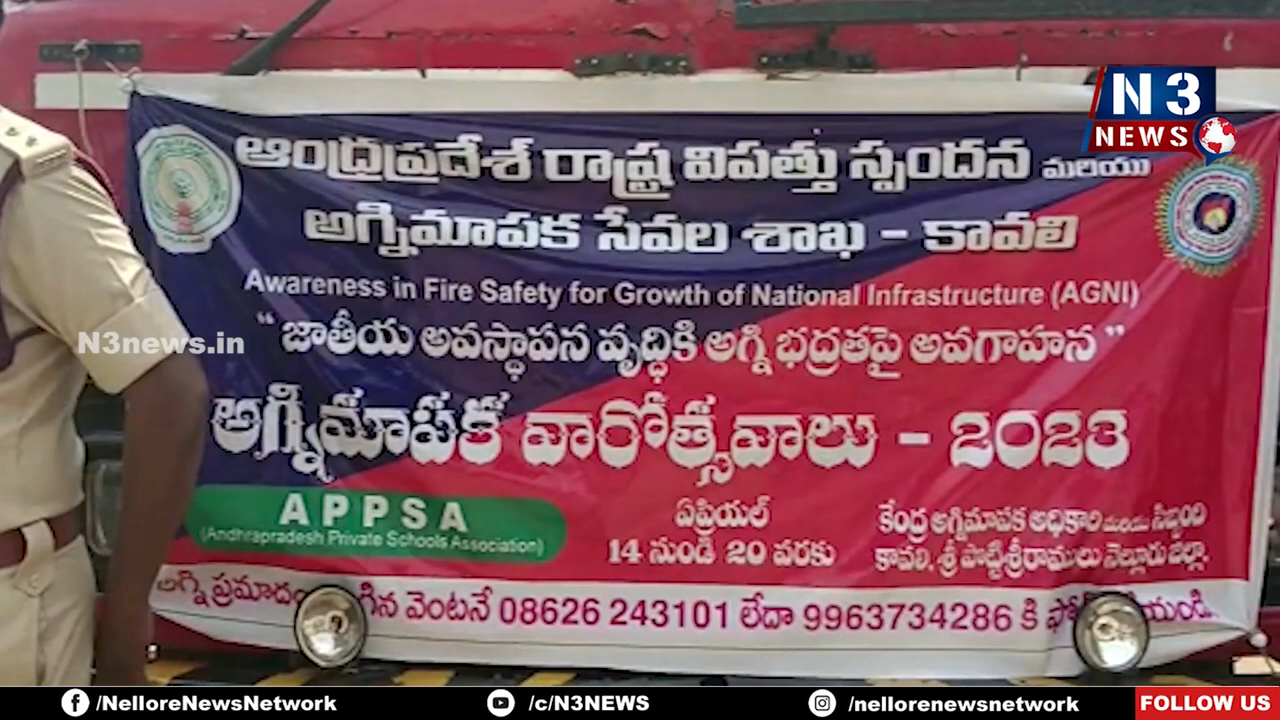 N3
NEWS
ఆంధ్రప్రదేశ్ రాష్ట్ర విపత్తు స్పందన మరియు
అగ్నిమాపక సేవల శాఖ - కావలి
Awareness in Fire Safety for Growth of National Infrastructure (AGNI)
" జాతీయ అవస్థాపన వృద్ధికి అగ్ని భద్రతపై అవగాహన "
N3news.in
అగ్నిమాపక వారోత్సవాలు - 2023
APPSA
(Andhrapradesh Private Schools Association)
ఏప్రియల్
14 నుండి 20 వరకు
కేంద్ర అగ్నిమాపక అధికారి మరియు సిబ్బంది
కావలి, శ్రీ పొట్టిశ్రీరాములు నెల్లూరు జిల్లా.
అగ్ని ప్రమాదం వెంటనే 08626 243101 లేదా 9963734286 కి
/NelloreNewsNetwork
/c/N3NEWS
/nellorenewsnetwork
FOLLOW US